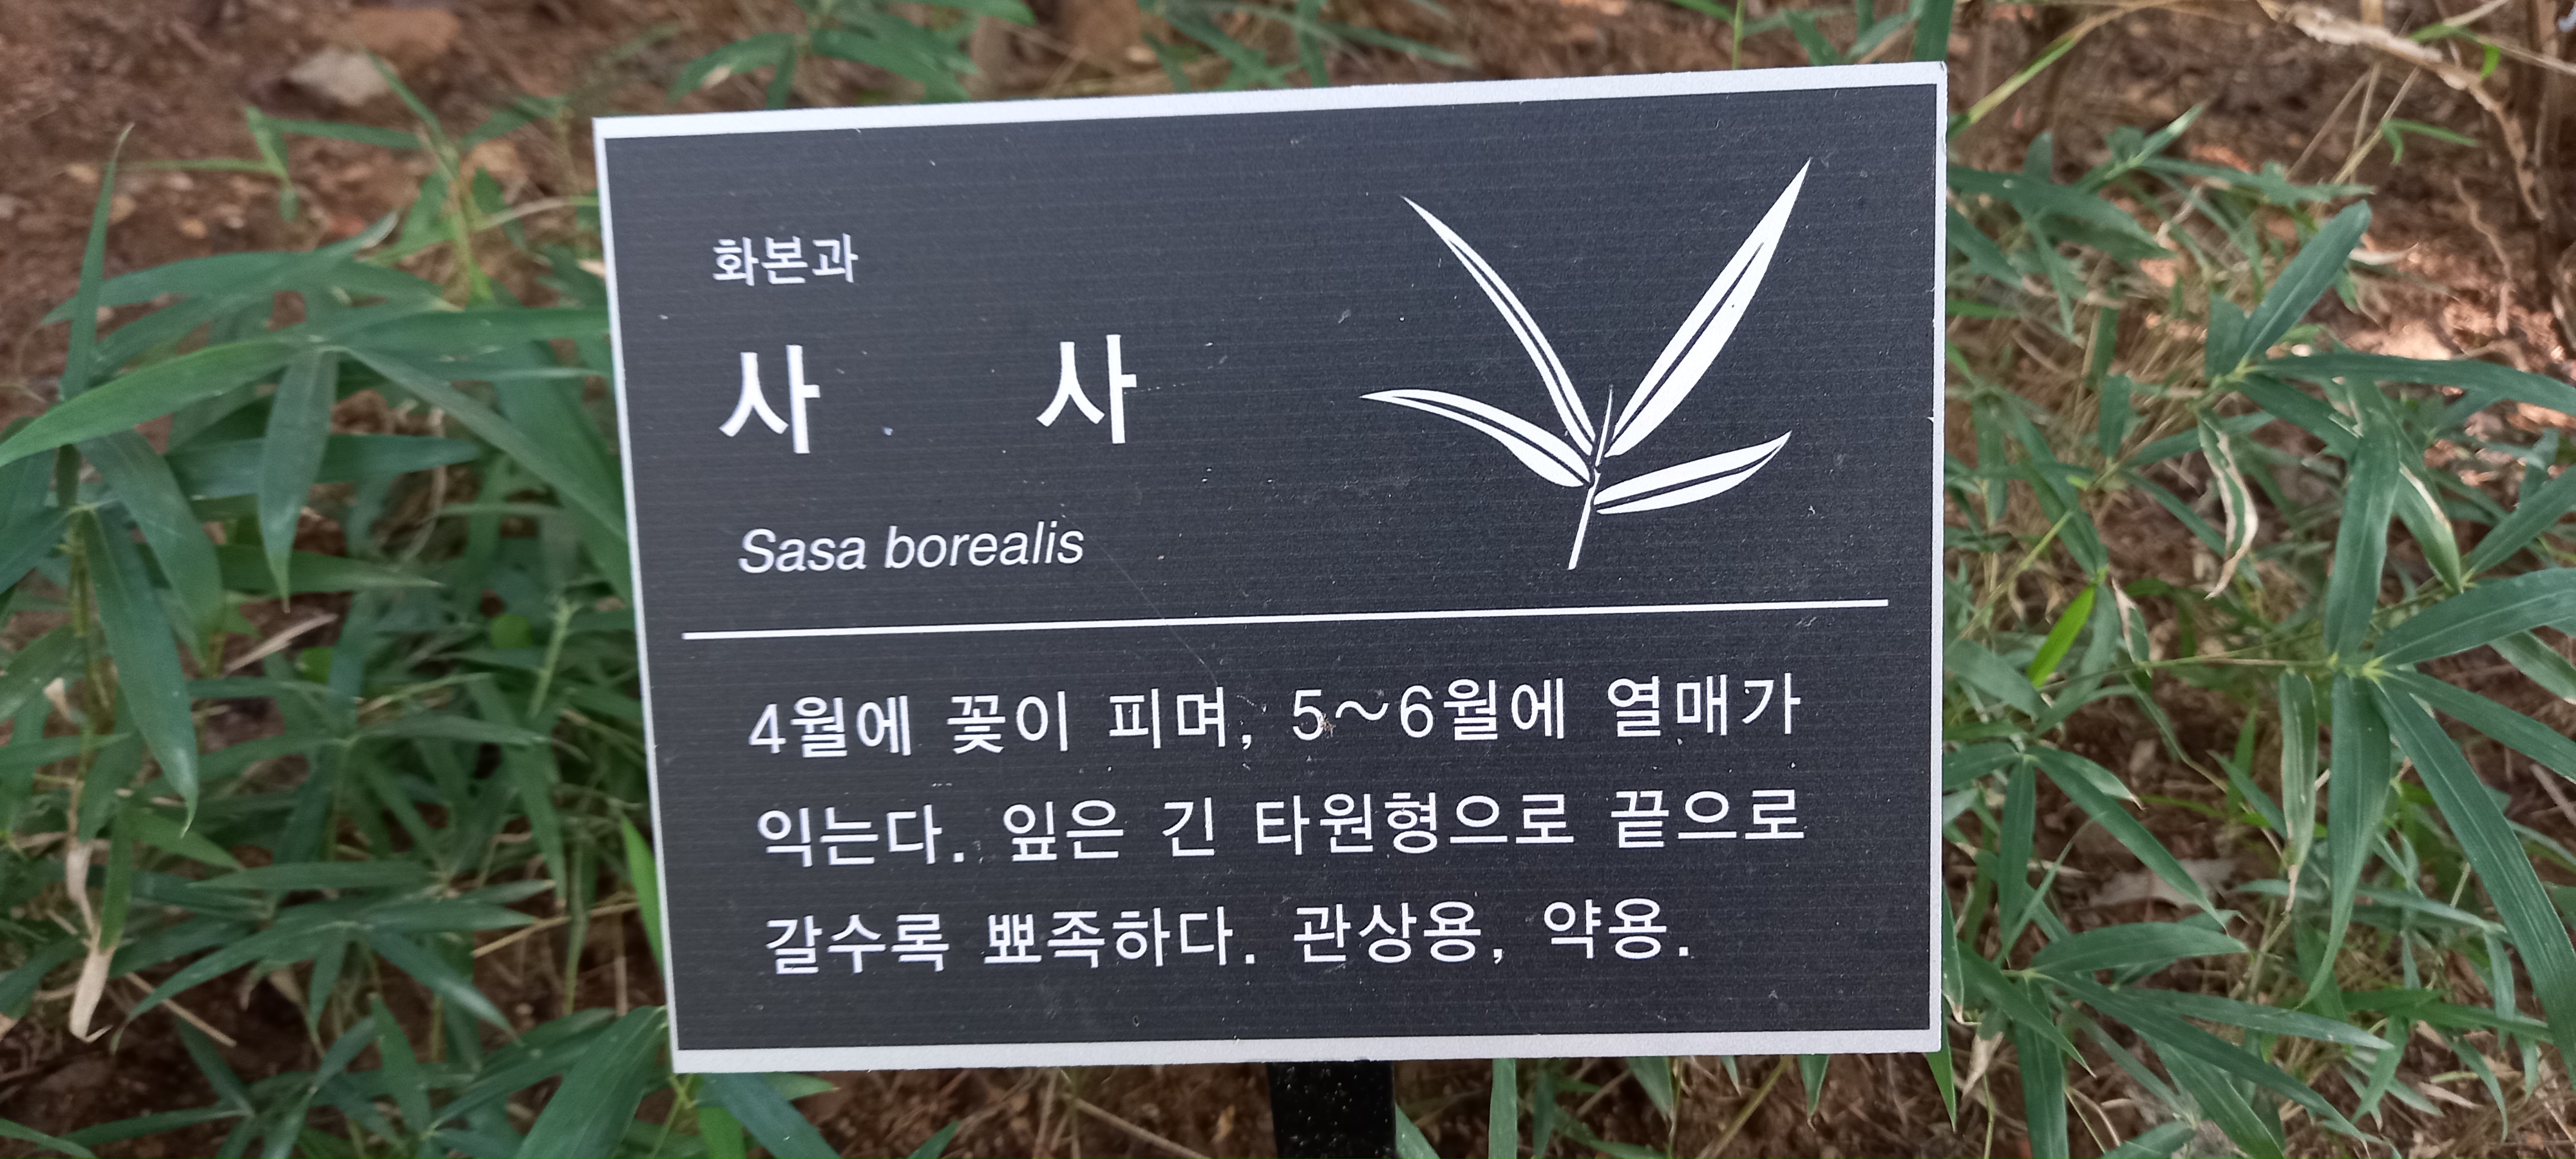 화본과
사 사
Sasa borealis
4월에 꽃이 피며, 5~6월에 열매가
익는다. 잎은 긴 타원형으로 끝으로
갈수록 뾰족하다. 관상용, 약용.